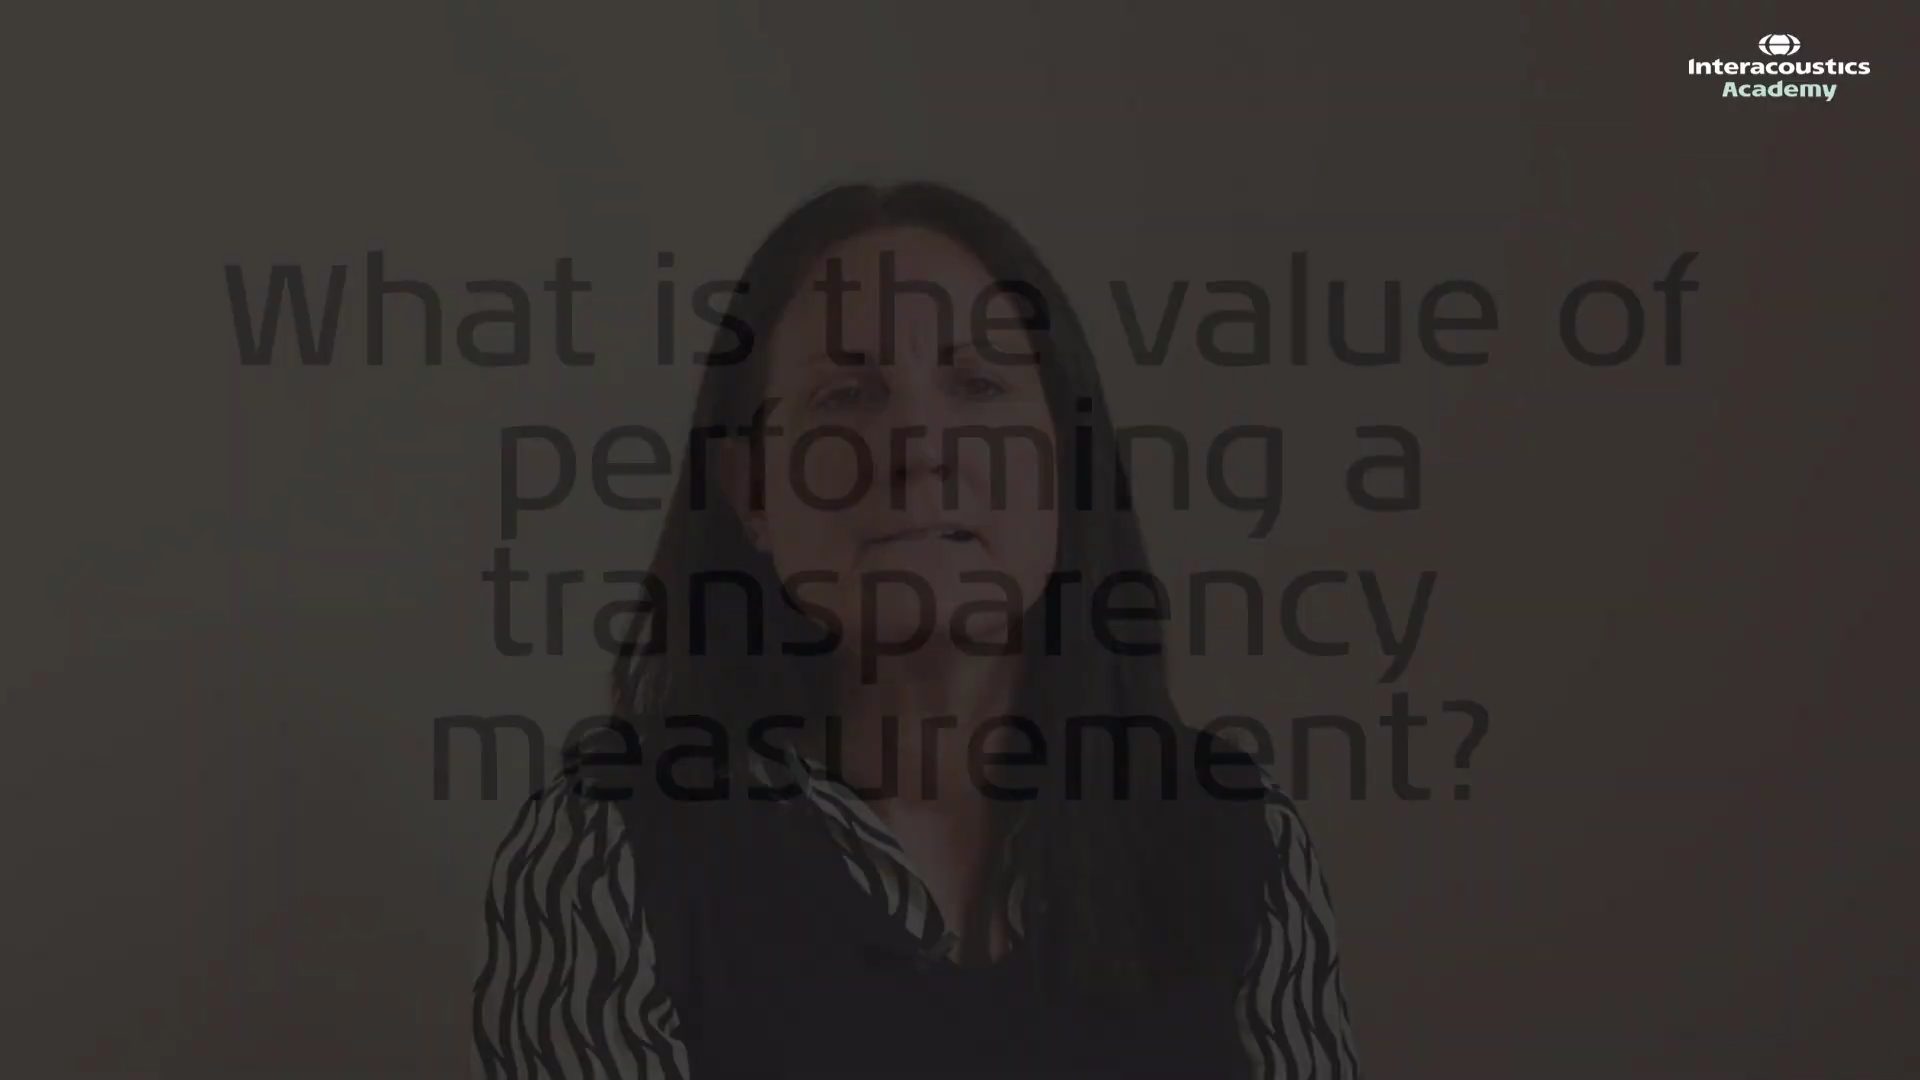 Interacoustics
Academy
What is the value of
performing a
transparency
measurement?